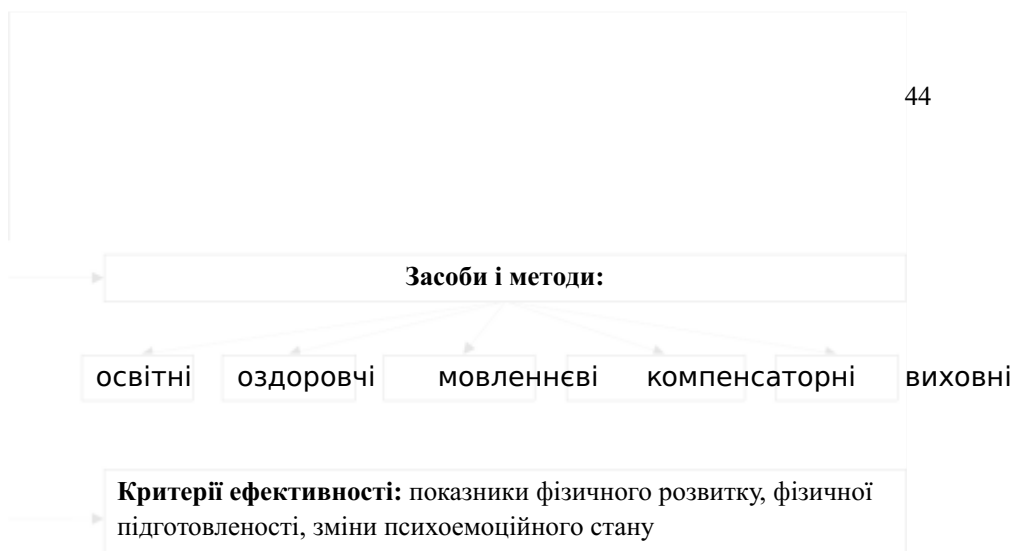 44
Засоби і методи:
освітні оздоровчі мовленнєві компенсаторні виховні
Критерії ефективності: показники фізичного розвитку, фізичної
підготовленості, зміни психоемоційного стану